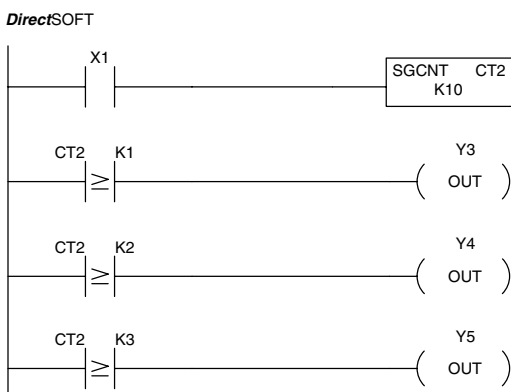 DirectSOFT
X1
SGCNT CT2
K10
CT2 K1 Y3
≥ OUT
CT2 K2 Y4
≥ OUT
CT2 K3 Y5
≥ OUT